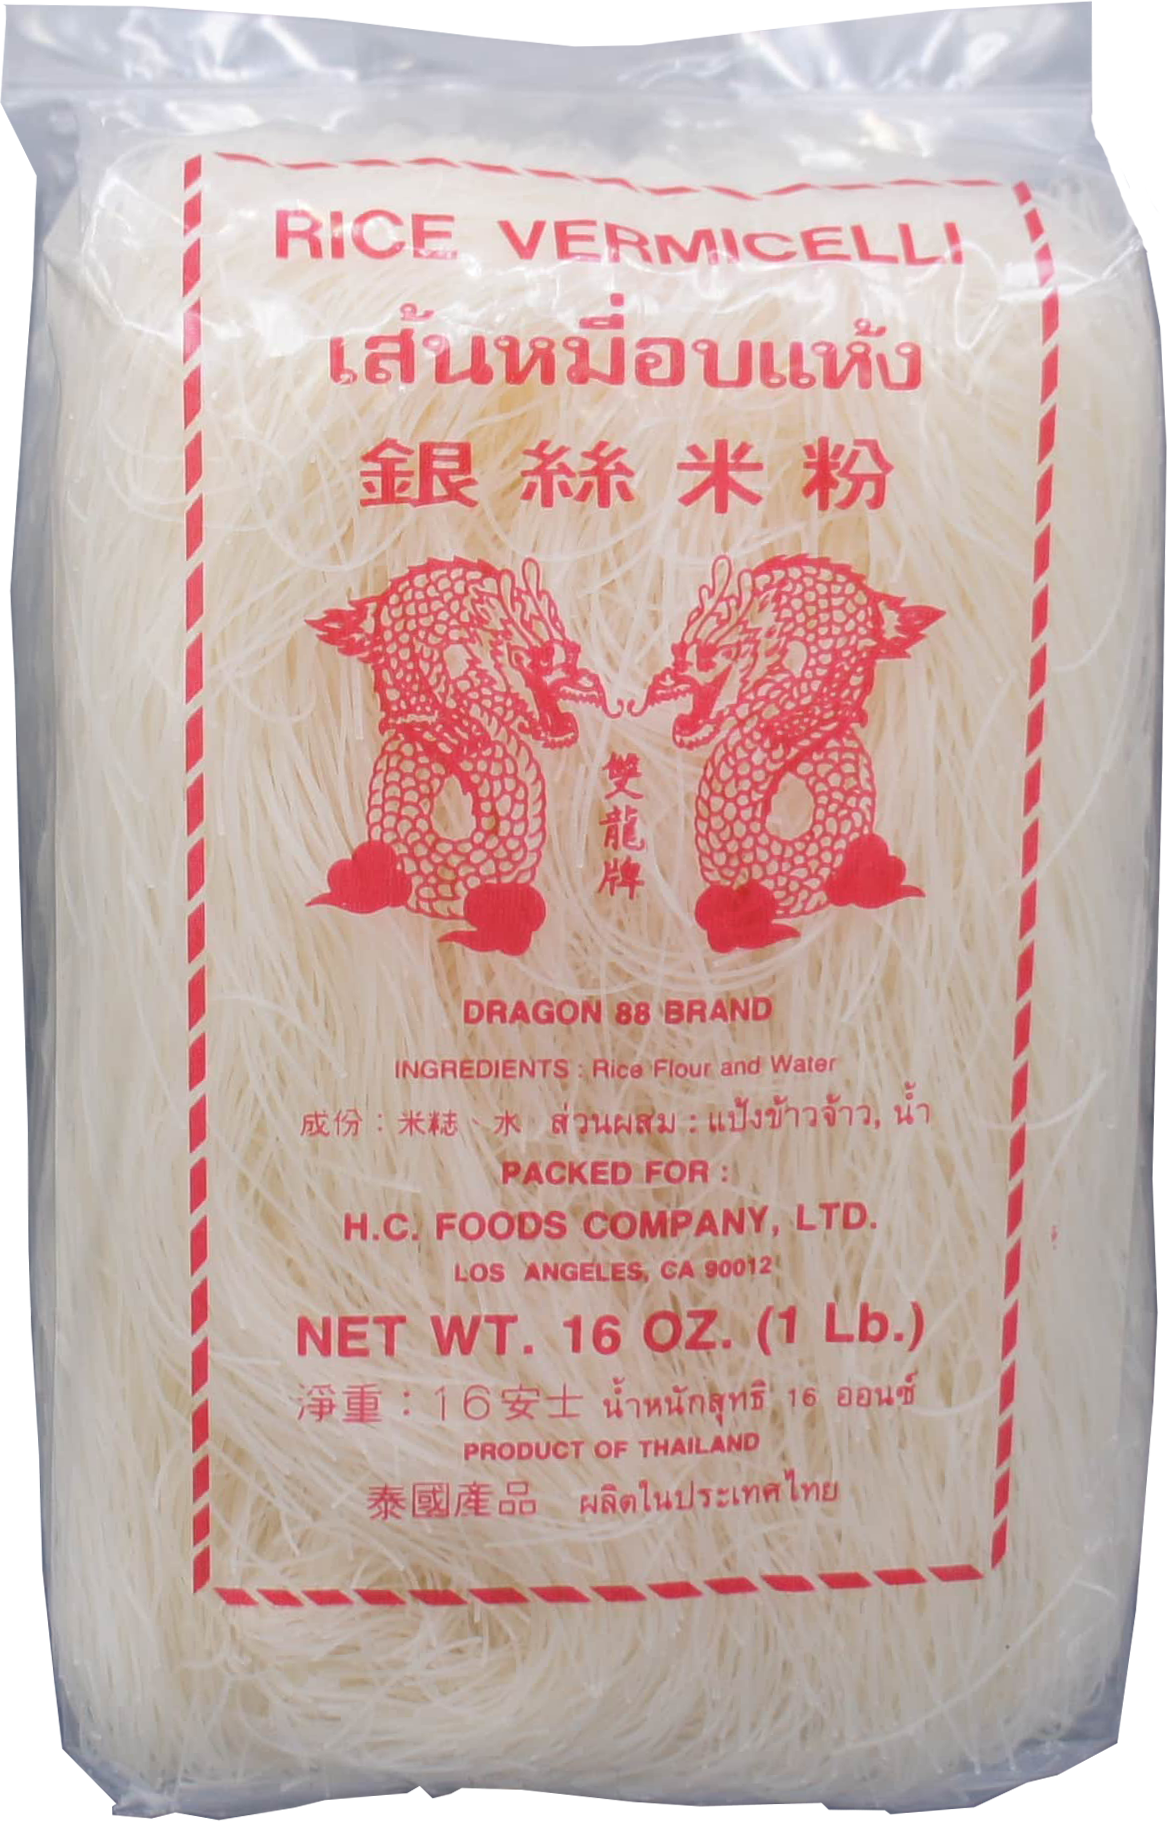 RICE VERMICELLI
เส้นหมี่อบแห้ง
銀絲米粉
雙龍牌
DRAGON 88 BRAND
INGREDIENTS : Rice Flour and Water
成份：米糕、水 ส่วนผสม : แป้งข้าวจ้าว, น้ำ
PACKED FOR :
H.C. FOODS COMPANY, LTD.
LOS ANGELES, CA 90012
NET WT. 16 OZ. (1 Lb.)
淨重：16安士 น้ำหนักสุทธิ 16 ออนซ์
PRODUCT OF THAILAND
泰國產品 ผลิตในประเทศไทย